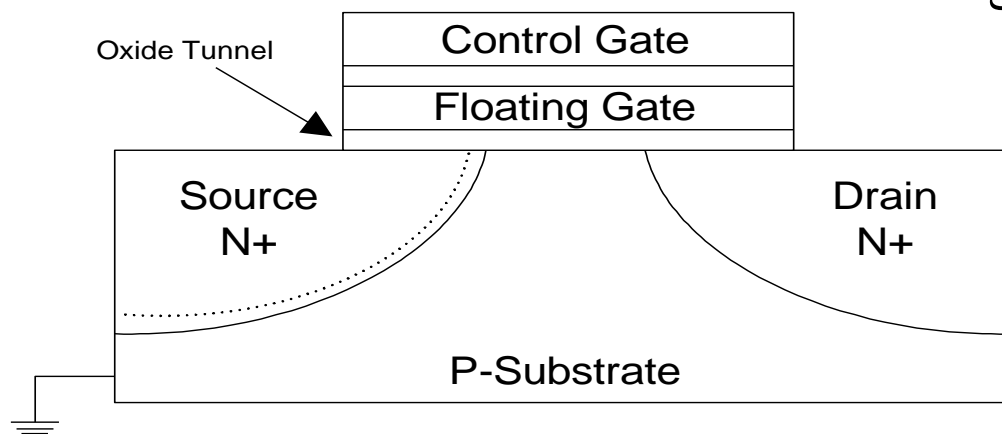 Control Gate
Oxide Tunnel
Floating Gate
Source
N+
Drain
N+
P-Substrate